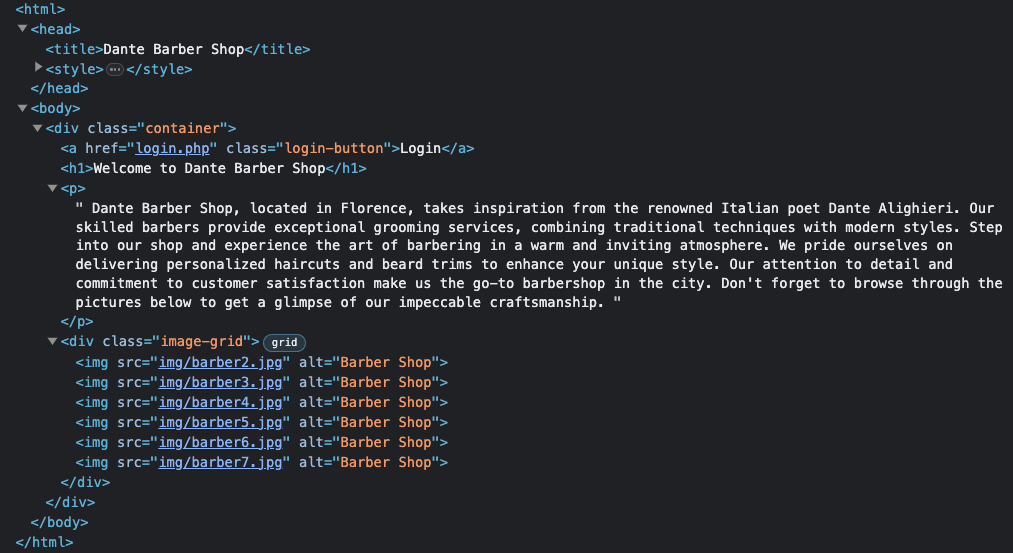 <html>
<head>
<title>Dante Barber Shop</title>
<style>…</style>
</head>
<body>
<div class="container">
<a href="login.php" class="login-button">Login</a>
<h1>Welcome to Dante Barber Shop</h1>
<p>
" Dante Barber Shop, located in Florence, takes inspiration from the renowned Italian poet Dante Alighieri. Our
skilled barbers provide exceptional grooming services, combining traditional techniques with modern styles. Step
into our shop and experience the art of barbering in a warm and inviting atmosphere. We pride ourselves on
delivering personalized haircuts and beard trims to enhance your unique style. Our attention to detail and
commitment to customer satisfaction make us the go-to barbershop in the city. Don't forget to browse through the
pictures below to get a glimpse of our impeccable craftsmanship. "
</p>
<div class="image-grid"> grid
<img src="img/barber2.jpg" alt="Barber Shop">
<img src="img/barber3.jpg" alt="Barber Shop">
<img src="img/barber4.jpg" alt="Barber Shop">
<img src="img/barber5.jpg" alt="Barber Shop">
<img src="img/barber6.jpg" alt="Barber Shop">
<img src="img/barber7.jpg" alt="Barber Shop">
</div>
</div>
</body>
</html>